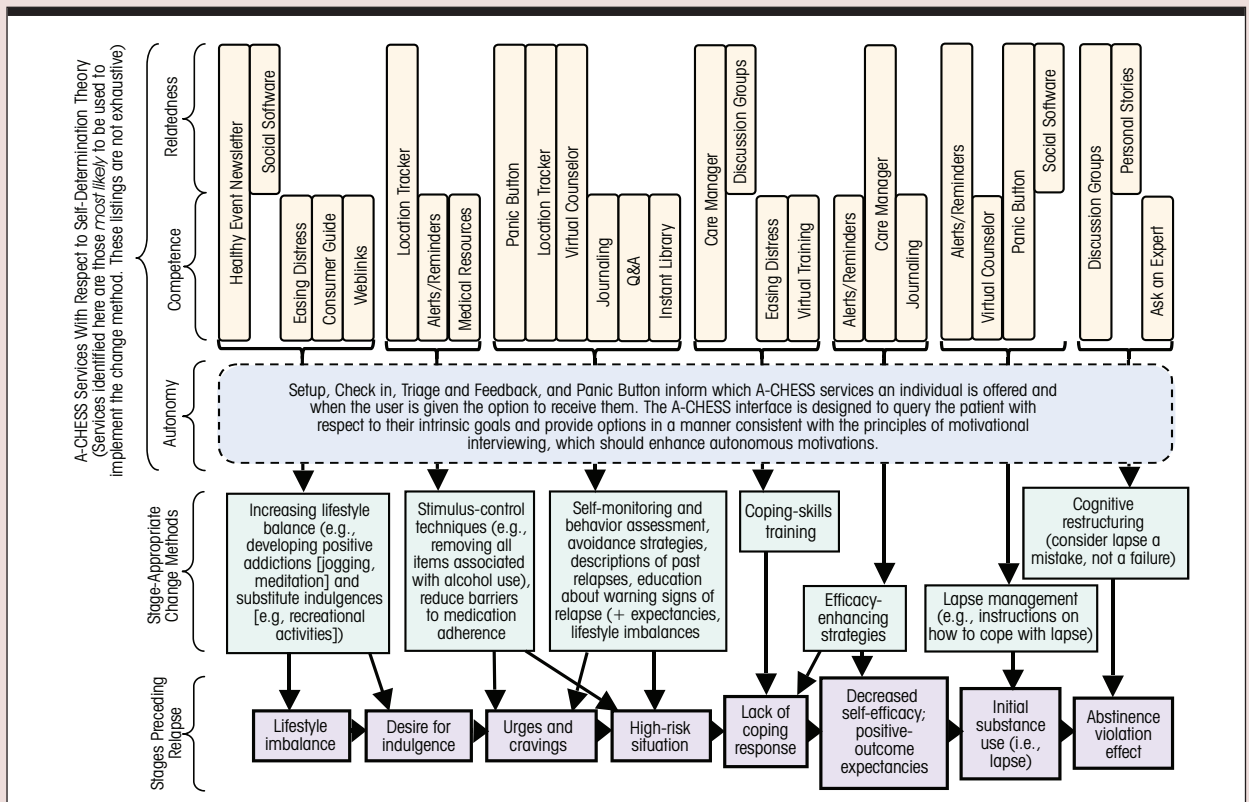 A-CHESS Services With Respect to Self-Determination Theory
(Services identified here are those most likely to be used to
implement the change method. These listings are not exhaustive)
Relatedness
Competence
Autonomy
Healthy Event Newsletter
Social Software
Easing Distress
Consumer Guide
Weblinks
Location Tracker
Alerts/Reminders
Medical Resources
Panic Button
Location Tracker
Virtual Counselor
Journaling
Q&A
Instant Library
Care Manager
Discussion Groups
Easing Distress
Virtual Training
Alerts/Reminders
Care Manager
Journaling
Alerts/Reminders
Virtual Counselor
Panic Button
Social Software
Discussion Groups
Personal Stories
Ask an Expert
Setup, Check in, Triage and Feedback, and Panic Button inform which A-CHESS services an individual is offered and
when the user is given the option to receive them. The A-CHESS interface is designed to query the patient with
respect to their intrinsic goals and provide options in a manner consistent with the principles of motivational
interviewing, which should enhance autonomous motivations.
Stage-Appropriate
Change Methods
Increasing lifestyle
balance (e.g.,
developing positive
addictions [jogging,
meditation] and
substitute indulgences
[e.g, recreational
activities])
Stimulus-control
techniques (e.g.,
removing all
items associated
with alcohol use),
reduce barriers
to medication
adherence
Self-monitoring and
behavior assessment,
avoidance strategies,
descriptions of past
relapses, education
about warning signs of
relapse (+ expectancies,
lifestyle imbalances
Coping-skills
training
Efficacy-
enhancing
strategies
Lapse management
(e.g., instructions on
how to cope with lapse)
Cognitive
restructuring
(consider lapse a
mistake, not a failure)
Stages Preceding
Relapse
Lifestyle
imbalance
Desire for
indulgence
Urges and
cravings
High-risk
situation
Lack of
coping
response
Decreased
self-efficacy;
positive-
outcome
expectancies
Initial
substance
use (i.e.,
lapse)
Abstinence
violation
effect